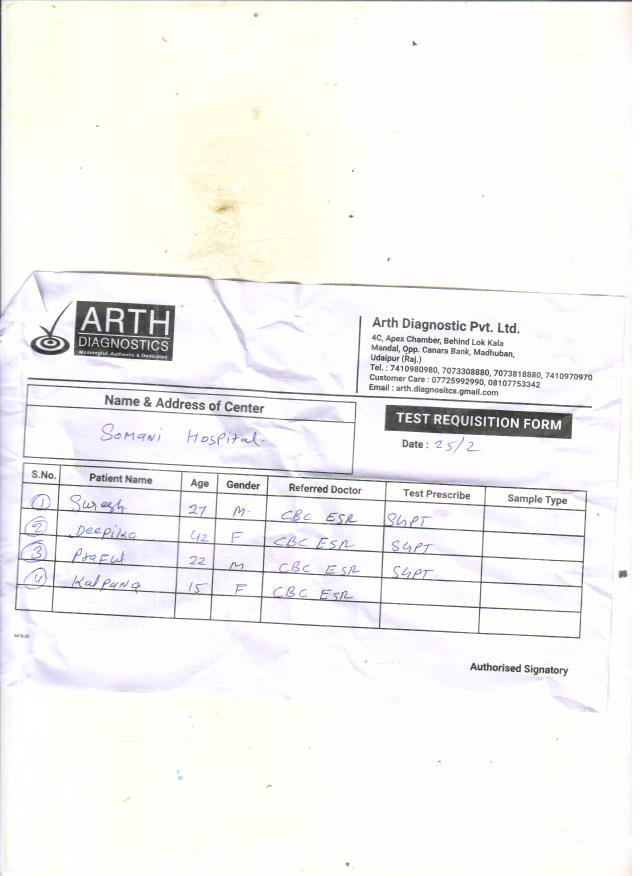 ARTH
DIAGNOSTICS
Meaningful, Authentic & Dedicated
Arth Diagnostic Pvt. Ltd.
4C, Apex Chamber, Behind Lok Kala
Mandal, Opp. Canara Bank, Madhuban,
Udaipur (Raj.)
Tel. : 7410980980, 7073308880, 7073818880, 7410970970
Customer Care : 07725992990, 08107753342
Email : arth.diagnositcs.gmail.com
Name & Address of Center
Somani Hospital
TEST REQUISITION FORM
Date : 25/2
S.No. Patient Name Age Gender Referred Doctor Test Prescribe Sample Type
1 Suresh 27 M CBC ESR SGPT
2 Deepika 42 F CBC ESR SGPT
3 Praful 22 M CBC ESR SGPT
4 Kalpana 15 F CBC ESR
Authorised Signatory